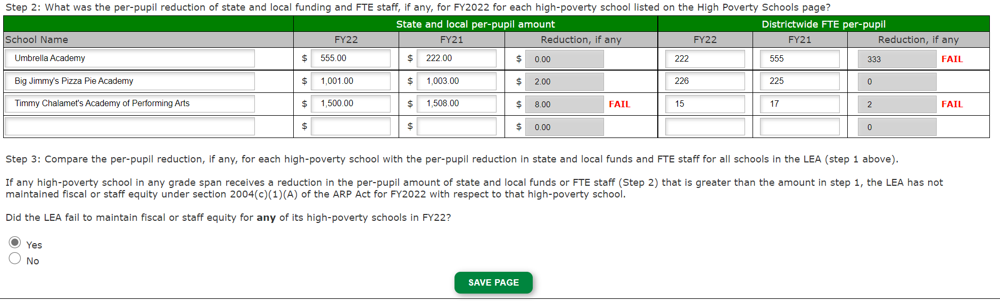 Step 2: What was the per-pupil reduction of state and local funding and FTE staff, if any, for FY2022 for each high-poverty school listed on the High Poverty Schools page?
State and local per-pupil amount Districtwide FTE per-pupil
School Name FY22 FY21 Reduction, if any FY22 FY21 Reduction, if any
Umbrella Academy $ 555.00 $ 222.00 $ 0.00 222 555 333 FAIL
Big Jimmy's Pizza Pie Academy $ 1,001.00 $ 1,003.00 $ 2.00 226 225 0
Timmy Chalamet's Academy of Performing Arts $ 1,500.00 $ 1,508.00 $ 8.00 FAIL 15 17 2 FAIL
$ $ $ 0.00 0
Step 3: Compare the per-pupil reduction, if any, for each high-poverty school with the per-pupil reduction in state and local funds and FTE staff for all schools in the LEA (step 1 above).
If any high-poverty school in any grade span receives a reduction in the per-pupil amount of state and local funds or FTE staff (Step 2) that is greater than the amount in step 1, the LEA has not
maintained fiscal or staff equity under section 2004(c)(1)(A) of the ARP Act for FY2022 with respect to that high-poverty school.
Did the LEA fail to maintain fiscal or staff equity for any of its high-poverty schools in FY22?
Yes
No
SAVE PAGE